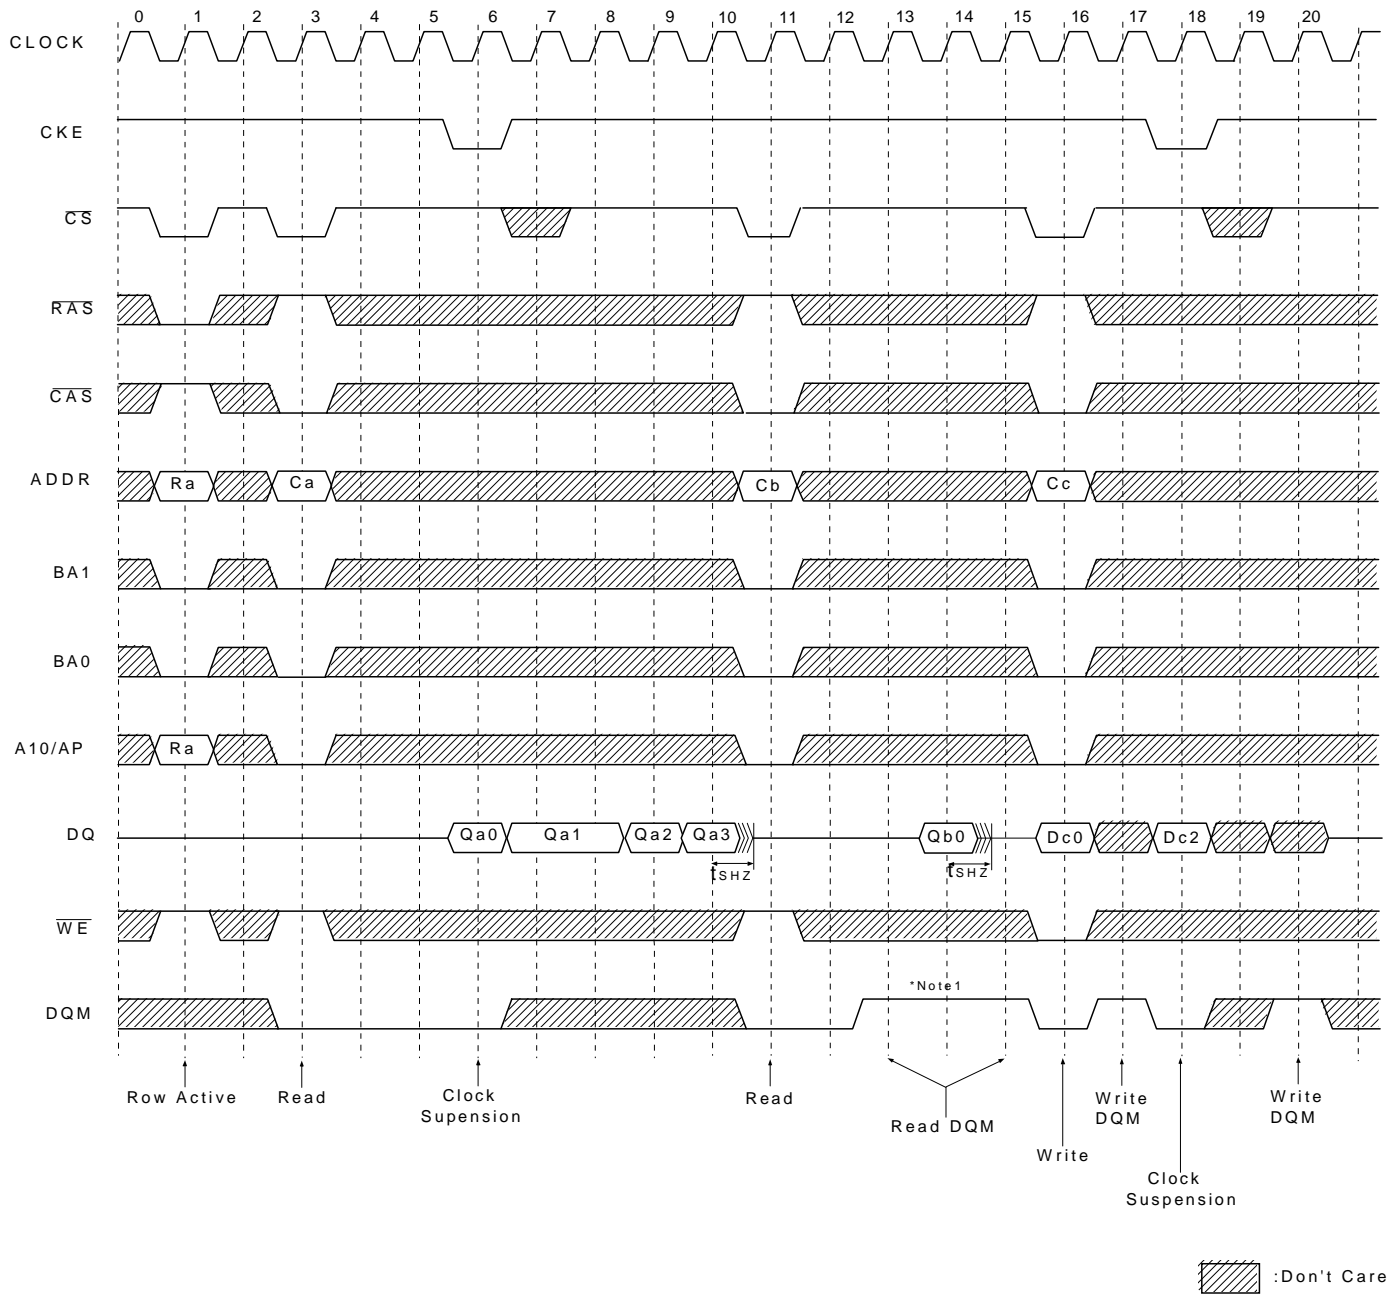 0 1 2 3 4 5 6 7 8 9 10 11 12 13 14 15 16 17 18 19 20
CLOCK
CKE
CS
RAS
CAS
ADDR Ra Ca Cb Cc
BA1
BA0
A10/AP Ra
DQ Qa0 Qa1 Qa2 Qa3 Qb0 Dc0 Dc2
tSHZ tSHZ
WE
*Note1
DQM
Row Active Read Clock Supension Read Read DQM Write Write DQM Clock Suspension Write DQM
:Don't Care